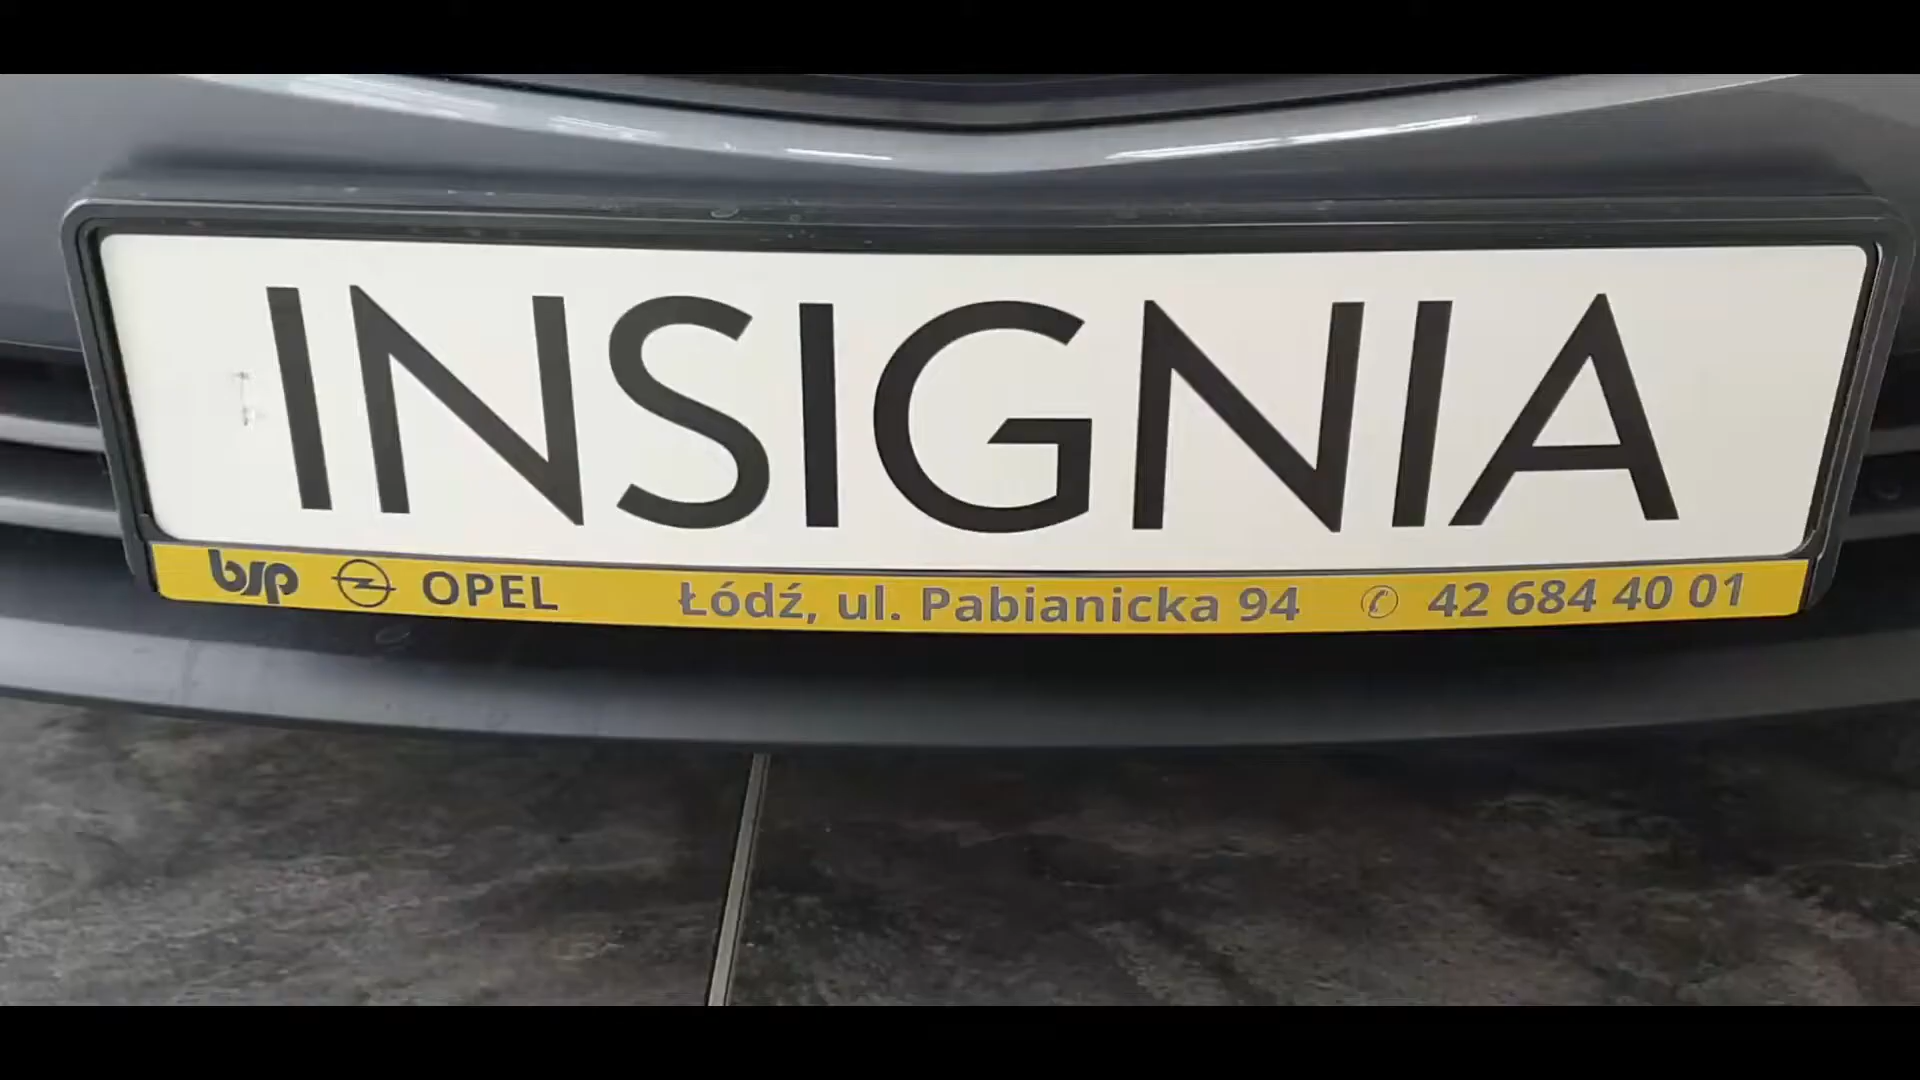 INSIGNIA
bsp OPEL Łódź, ul. Pabianicka 94 ✆ 42 684 40 01